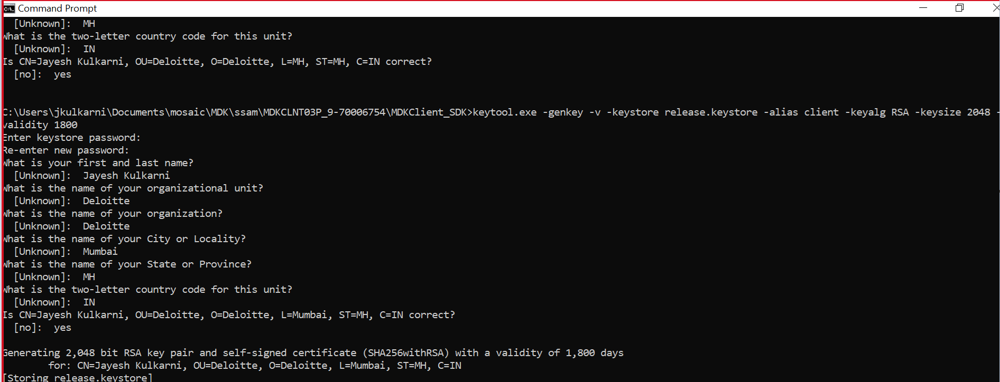 Command Prompt
[Unknown]:  MH
What is the two-letter country code for this unit?
[Unknown]:  IN
Is CN=Jayesh Kulkarni, OU=Deloitte, O=Deloitte, L=MH, ST=MH, C=IN correct?
[no]:  yes
C:\Users\jkulkarni\Documents\mosaic\MDK\ssam\MDKCLNT03P_9-70006754\MDKClient_SDK>keytool.exe -genkey -v -keystore release.keystore -alias client -keyalg RSA -keysize 2048 -
validity 1800
Enter keystore password:
Re-enter new password:
What is your first and last name?
[Unknown]:  Jayesh Kulkarni
What is the name of your organizational unit?
[Unknown]:  Deloitte
What is the name of your organization?
[Unknown]:  Deloitte
What is the name of your City or Locality?
[Unknown]:  Mumbai
What is the name of your State or Province?
[Unknown]:  MH
What is the two-letter country code for this unit?
[Unknown]:  IN
Is CN=Jayesh Kulkarni, OU=Deloitte, O=Deloitte, L=Mumbai, ST=MH, C=IN correct?
[no]:  yes
Generating 2,048 bit RSA key pair and self-signed certificate (SHA256withRSA) with a validity of 1,800 days
for: CN=Jayesh Kulkarni, OU=Deloitte, O=Deloitte, L=Mumbai, ST=MH, C=IN
[Storing release.keystore]